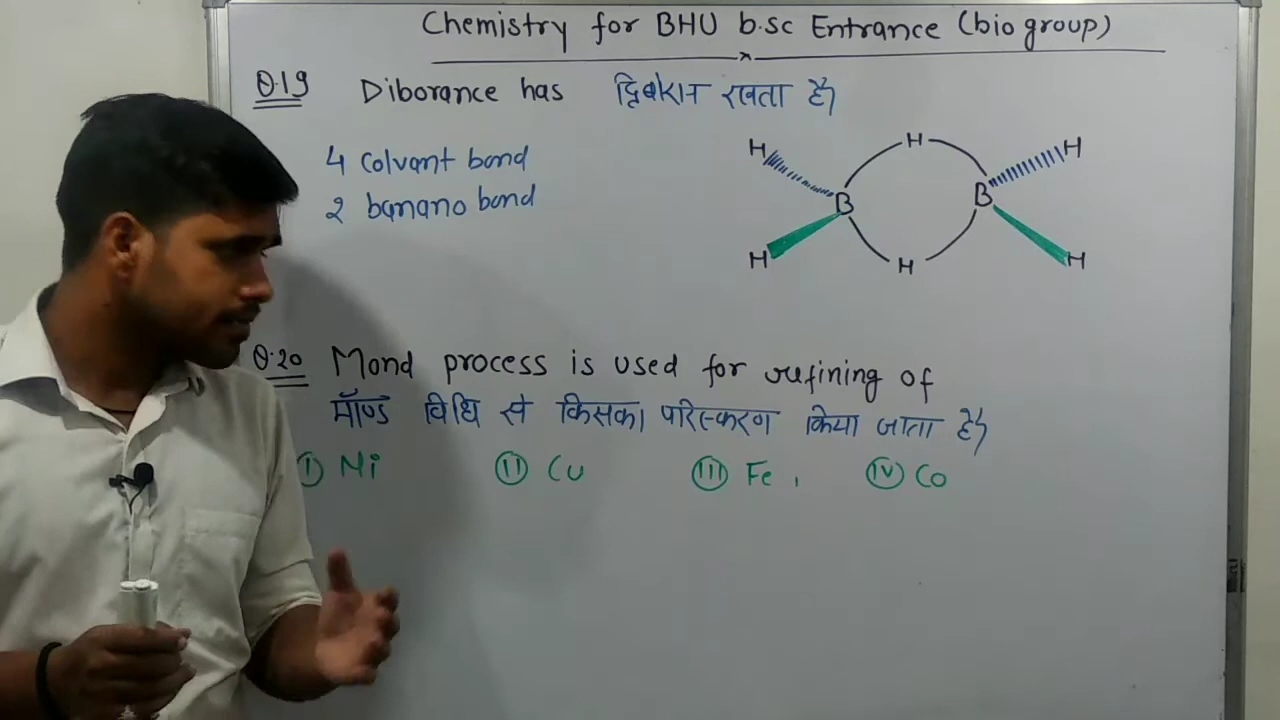 Chemistry for BHU b.sc Entrance (bio group)
Q.19 Diborance has द्विबोरान रखता है
4 Colvant bond
2 banano bond
H H H
B B
H H H
Q.20 Mond process is used for refining of
मॉण्ड विधि से किसका परिस्करण किया जाता है
I Ni II Cu III Fe, IV Co